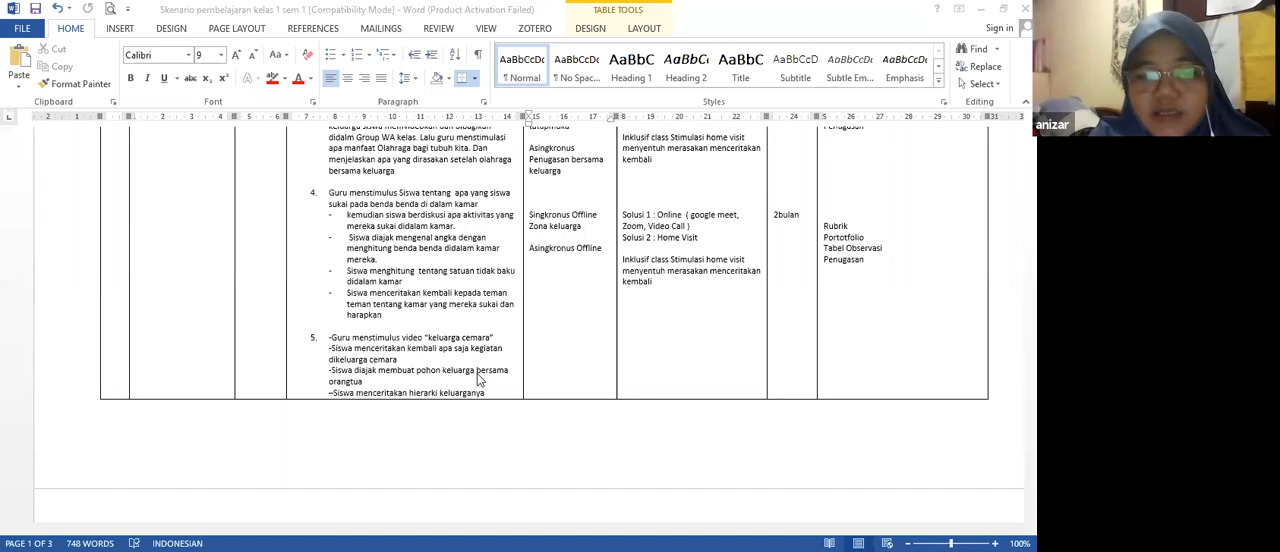 Skenario pembelajaran kelas 1 sem 1 [Compatibility Mode] - Word (Product Activation Failed)
TABLE TOOLS
FILE HOME INSERT DESIGN PAGE LAYOUT REFERENCES MAILINGS REVIEW VIEW ZOTERO DESIGN LAYOUT Sign in
Paste
Cut
Copy
Format Painter
Clipboard
Calibri 9
Font
Paragraph
AaBbCcDc AaBbCcDc AaBbC AaBbCc AaBbC AaBbCcD AaBbCcDc AaBbCcDc
¶ Normal ¶ No Spac... Heading 1 Heading 2 Title Subtitle Subtle Em... Emphasis
Styles
Find
Replace
Select
Editing
anizar
didalam Group WA kelas. Lalu guru menstimulasi
apa manfaat Olahraga bagi tubuh kita. Dan
menjelaskan apa yang dirasakan setelah olahraga
bersama keluarga
4. Guru menstimulus Siswa tentang apa yang siswa
sukai pada benda benda di dalam kamar
- kemudian siswa berdiskusi apa aktivitas yang
mereka sukai didalam kamar.
- Siswa diajak mengenal angka dengan
menghitung benda benda didalam kamar
mereka.
- Siswa menghitung tentang satuan tidak baku
didalam kamar
- Siswa menceritakan kembali kepada teman
teman tentang kamar yang mereka sukai dan
harapkan
5. -Guru menstimulus video “keluarga cemara”
-Siswa menceritakan kembali apa saja kegiatan
dikeluarga cemara
-Siswa diajak membuat pohon keluarga bersama
orangtua
–Siswa menceritakan hierarki keluarganya
Asingkronus
Penugasan bersama
keluarga
Singkronus Offline
Zona keluarga
Asingkronus Offline
Inklusif class Stimulasi home visit
menyentuh merasakan menceritakan
kembali
Solusi 1 : Online ( google meet,
Zoom, Video Call )
Solusi 2 : Home Visit
Inklusif class Stimulasi home visit
menyentuh merasakan menceritakan
kembali
2bulan
Penugasan
Rubrik
Portotfolio
Tabel Observasi
Penugasan
PAGE 1 OF 3 748 WORDS INDONESIAN 100%